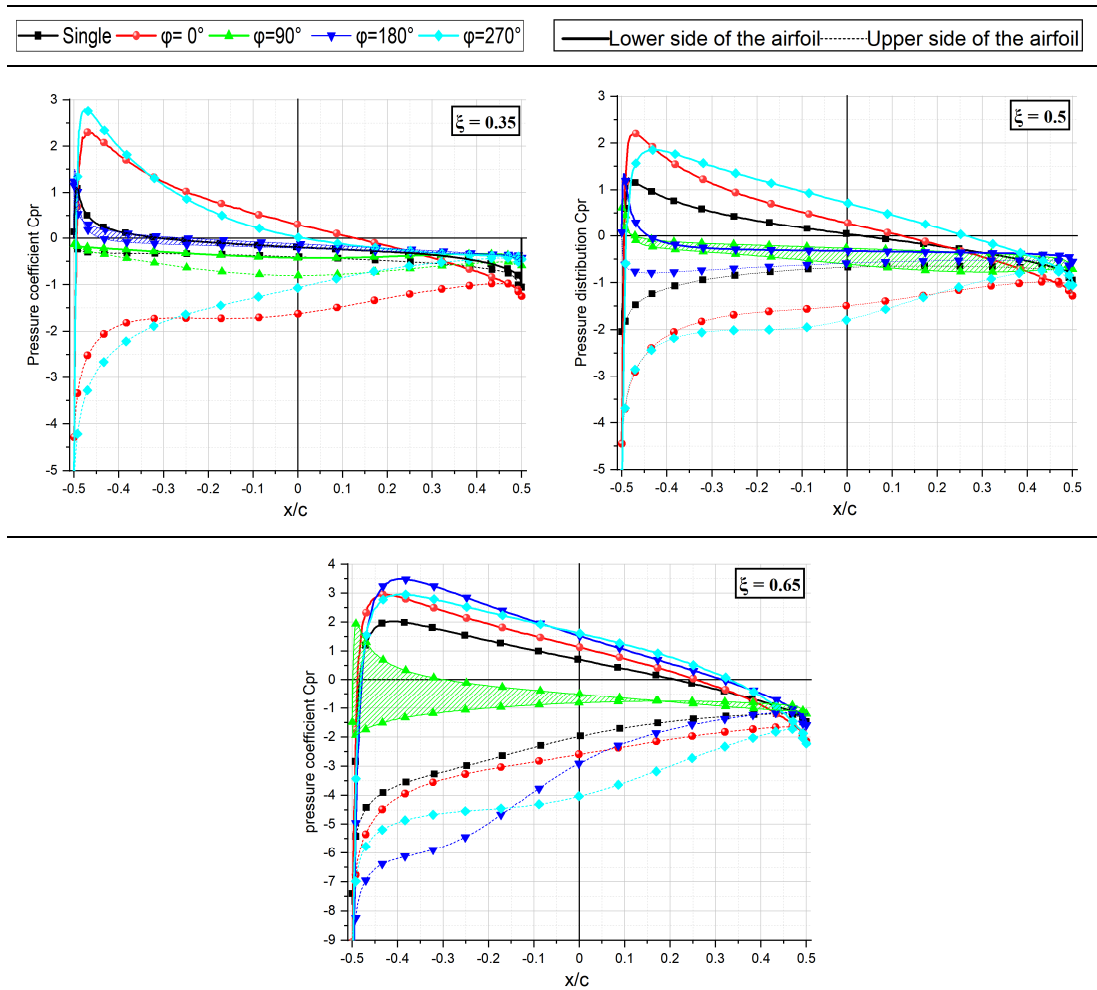 Single φ= 0° φ=90° φ=180° φ=270° Lower side of the airfoil Upper side of the airfoil
ξ = 0.35
Pressure coefficient Cpr
3
2
1
0
-1
-2
-3
-4
-5
-0.5 -0.4 -0.3 -0.2 -0.1 0 0.1 0.2 0.3 0.4 0.5
x/c
ξ = 0.5
Pressure distribution Cpr
3
2
1
0
-1
-2
-3
-4
-5
-0.5 -0.4 -0.3 -0.2 -0.1 0 0.1 0.2 0.3 0.4 0.5
x/c
ξ = 0.65
pressure coefficient Cpr
4
3
2
1
0
-1
-2
-3
-4
-5
-6
-7
-8
-9
-0.5 -0.4 -0.3 -0.2 -0.1 0 0.1 0.2 0.3 0.4 0.5
x/c